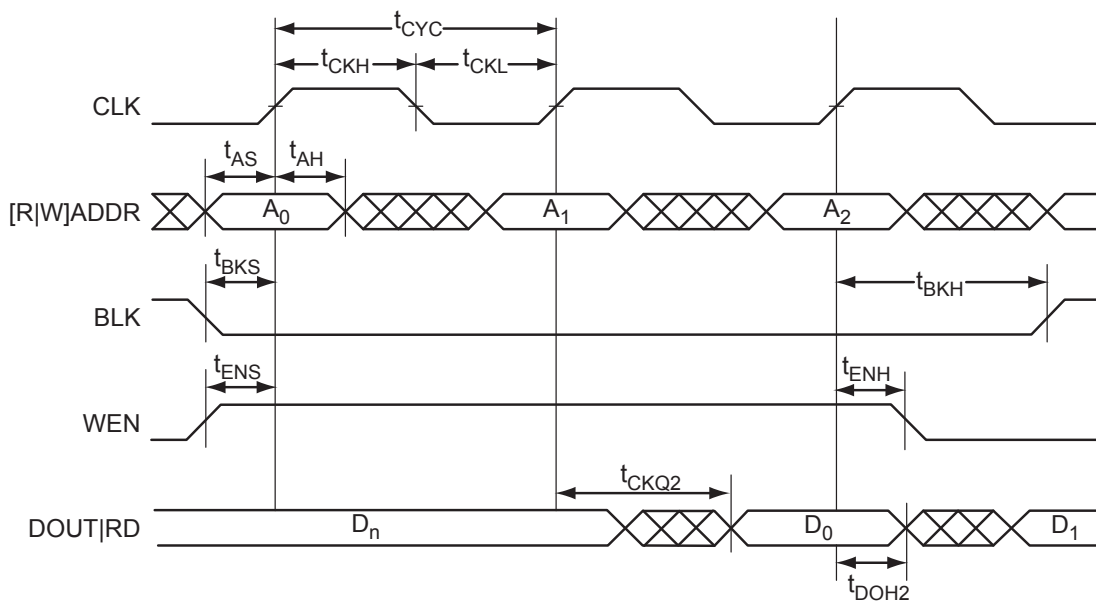 tCYC
tCKH tCKL
CLK
tAS tAH
[R|W]ADDR A0 A1 A2
tBKS tBKH
BLK
tENS tENH
WEN
tCKQ2
DOUT|RD Dn D0 D1
tDOH2